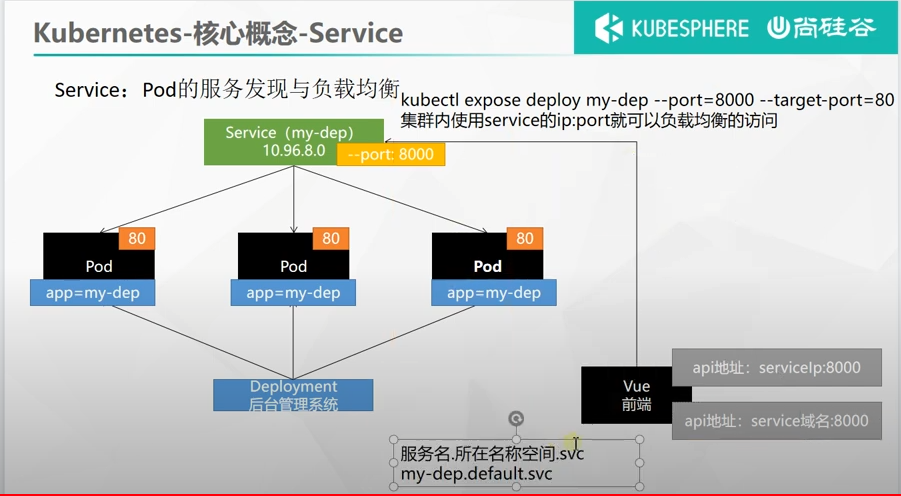 Kubernetes-核心概念-Service
KUBESPHERE
尚硅谷
Service：Pod的服务发现与负载均衡
kubectl expose deploy my-dep --port=8000 --target-port=80
集群内使用service的ip:port就可以负载均衡的访问
Service（my-dep）
10.96.8.0
--port: 8000
80
80
80
Pod
Pod
Pod
app=my-dep
app=my-dep
app=my-dep
Deployment
后台管理系统
Vue
前端
api地址：serviceIp:8000
api地址：service域名:8000
服务名.所在名称空间.svc
my-dep.default.svc